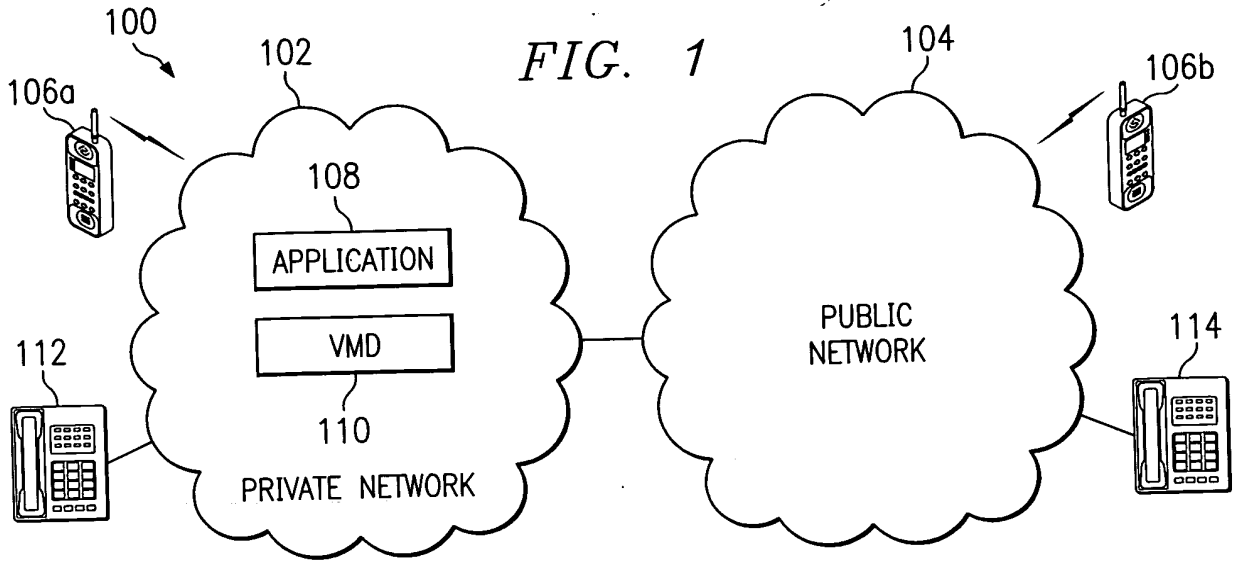 100
102
FIG. 1
104
106a
106b
108
APPLICATION
VMD
110
PUBLIC
NETWORK
112
114
PRIVATE NETWORK